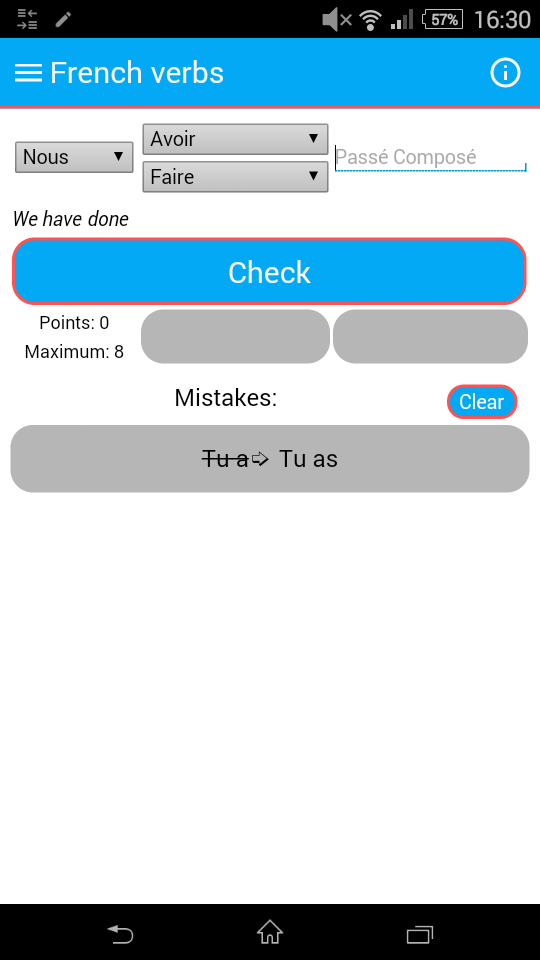 57% 16:30
French verbs
Nous
Avoir
Faire
Passé Composé
We have done
Check
Points: 0
Maximum: 8
Mistakes:
Clear
Tu a ➩ Tu as